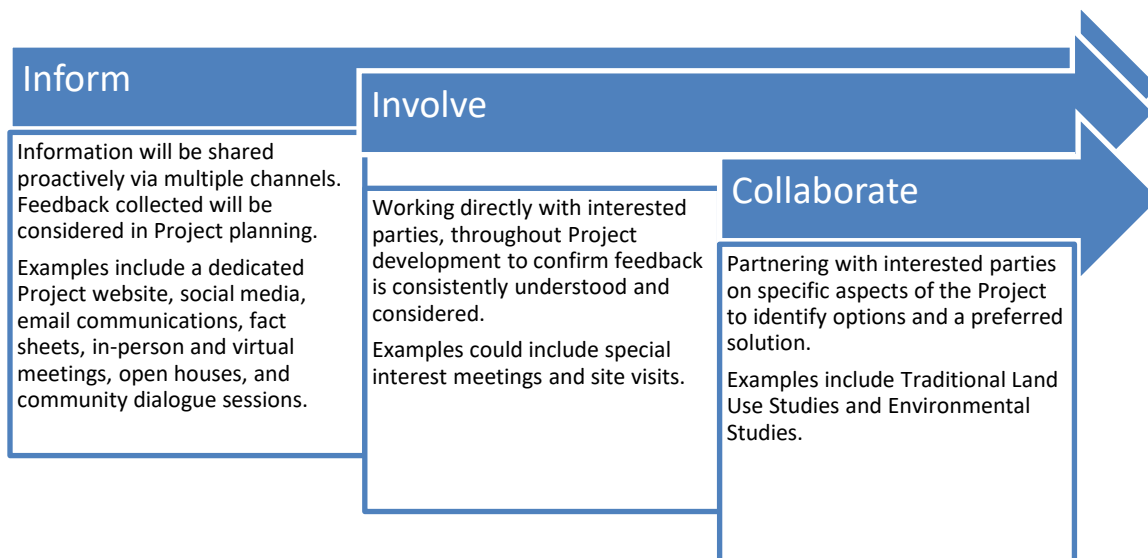 Inform
Information will be shared
proactively via multiple channels.
Feedback collected will be
considered in Project planning.
Examples include a dedicated
Project website, social media,
email communications, fact
sheets, in-person and virtual
meetings, open houses, and
community dialogue sessions.
Involve
Working directly with interested
parties, throughout Project
development to confirm feedback
is consistently understood and
considered.
Examples could include special
interest meetings and site visits.
Collaborate
Partnering with interested parties
on specific aspects of the Project
to identify options and a preferred
solution.
Examples include Traditional Land
Use Studies and Environmental
Studies.